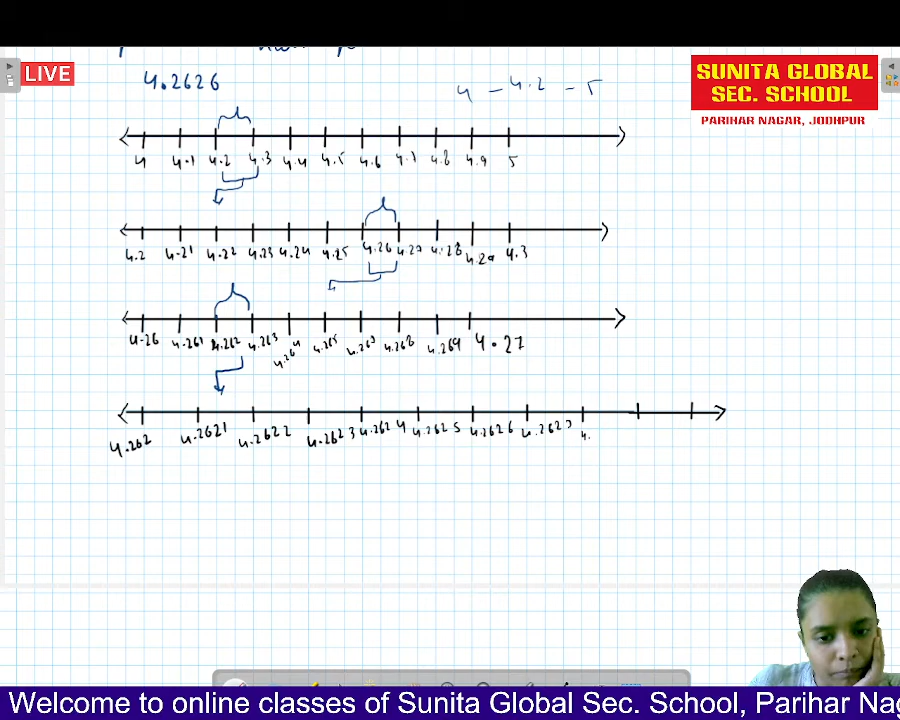 LIVE
4.2626
4 - 4.2 - 5
SUNITA GLOBAL
SEC. SCHOOL
PARIHAR NAGAR, JODHPUR
4 4.1 4.2 4.3 4.4 4.5 4.6 4.7 4.8 4.9 5
4.2 4.21 4.22 4.23 4.24 4.25 4.26 4.27 4.28 4.29 4.3
4.26 4.261 4.262 4.263 4.264 4.265 4.268 4.269 4.27
4.262 4.2621 4.2622 4.2623 4.2624 4.2625 4.2626 4.2627 4.
Welcome to online classes of Sunita Global Sec. School, Parihar Nag